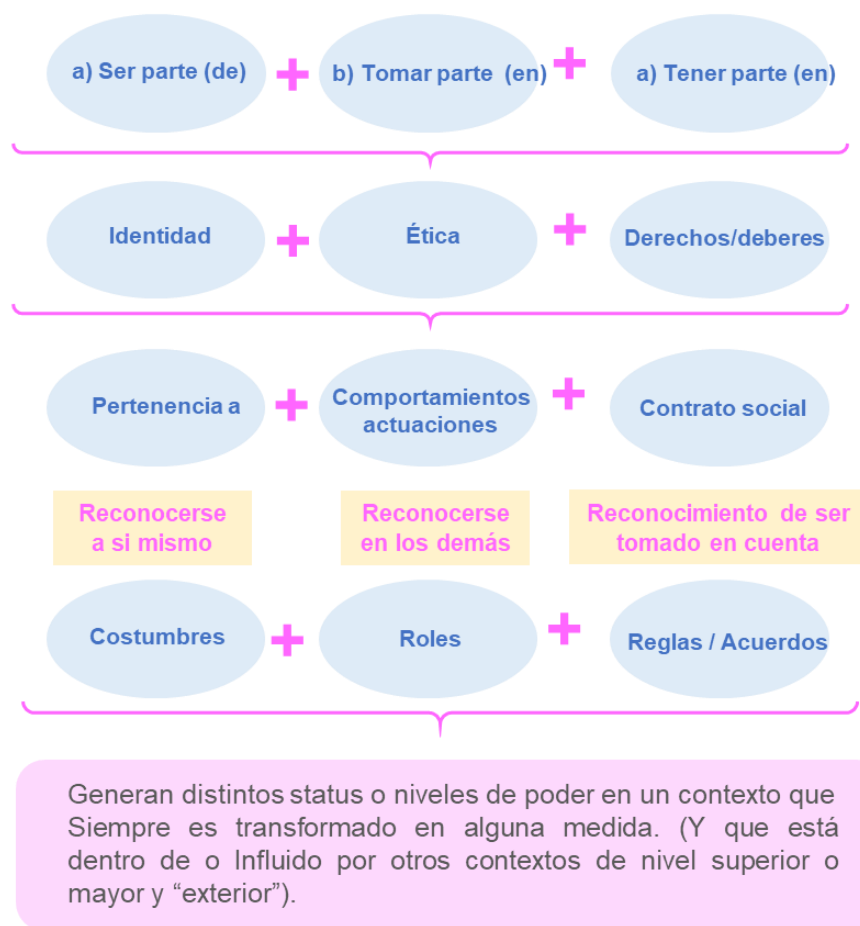 a) Ser parte (de)
b) Tomar parte (en)
a) Tener parte (en)
Identidad
Ética
Derechos/deberes
Pertenencia a
Comportamientos
actuaciones
Contrato social
Reconocerse
a si mismo
Reconocerse
en los demás
Reconocimiento de ser
tomado en cuenta
Costumbres
Roles
Reglas / Acuerdos
Generan distintos status o niveles de poder en un contexto que
Siempre es transformado en alguna medida. (Y que está
dentro de o Influido por otros contextos de nivel superior o
mayor y “exterior”).